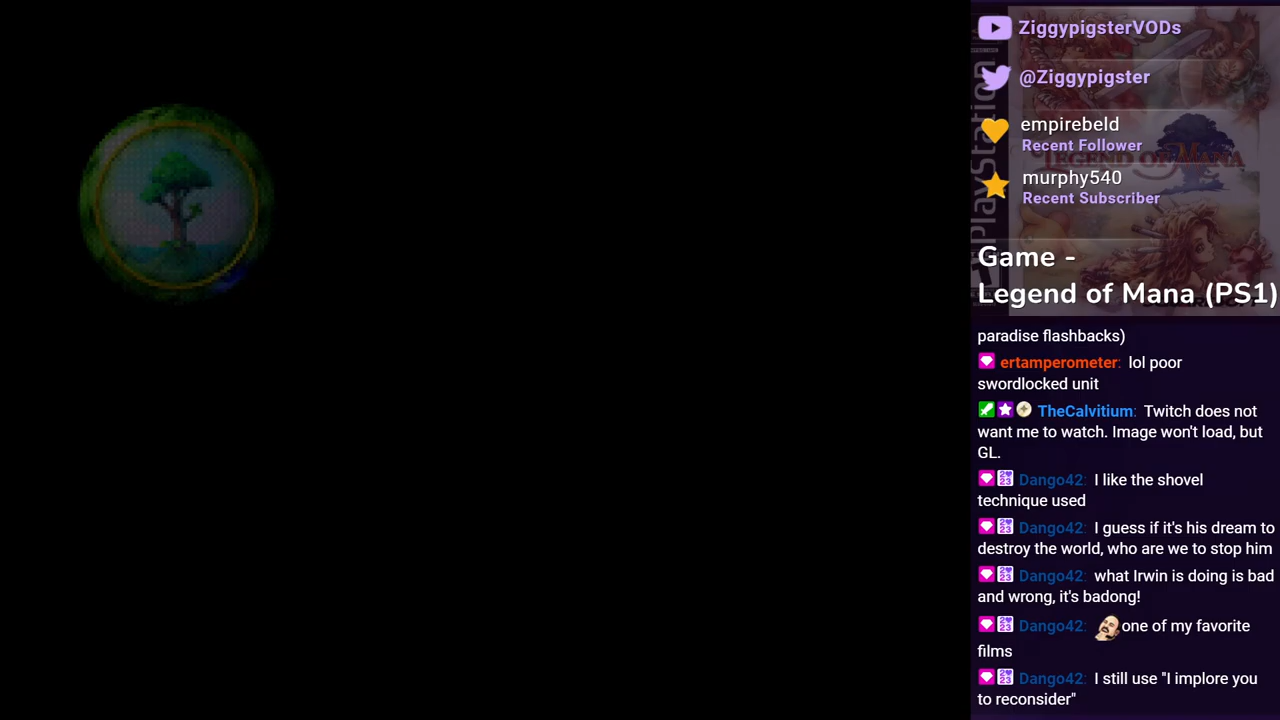 ZiggypigsterVODs
@Ziggypigster
empirebeld
Recent Follower
murphy540
Recent Subscriber
PlayStation
LEGEND OF MANA
Game -
Legend of Mana (PS1)
paradise flashbacks)
ertamperometer: lol poor
swordlocked unit
TheCalvitium: Twitch does not
want me to watch. Image won't load, but
GL.
Dango42: I like the shovel
technique used
Dango42: I guess if it's his dream to
destroy the world, who are we to stop him
Dango42: what Irwin is doing is bad
and wrong, it's badong!
Dango42: one of my favorite
films
Dango42: I still use "I implore you
to reconsider"